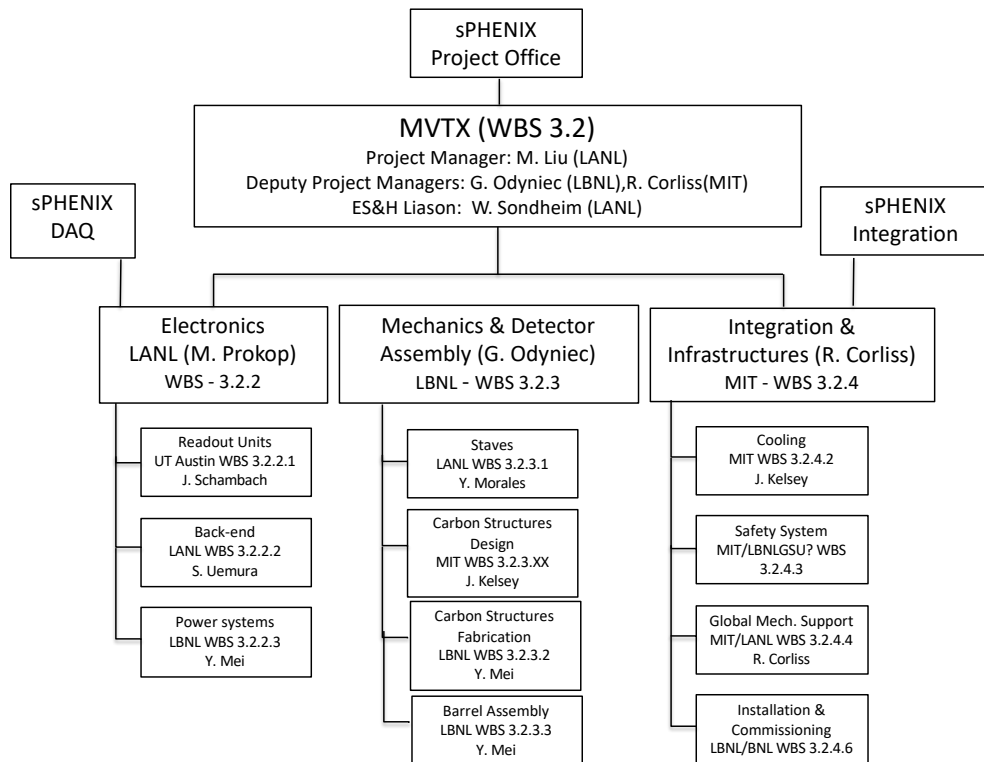 sPHENIX
Project Office
MVTX (WBS 3.2)
Project Manager: M. Liu (LANL)
Deputy Project Managers: G. Odyniec (LBNL),R. Corliss(MIT)
ES&H Liason: W. Sondheim (LANL)
sPHENIX
DAQ
sPHENIX
Integration
Electronics
LANL (M. Prokop)
WBS - 3.2.2
Readout Units
UT Austin WBS 3.2.2.1
J. Schambach
Back-end
LANL WBS 3.2.2.2
S. Uemura
Power systems
LBNL WBS 3.2.2.3
Y. Mei
Mechanics & Detector
Assembly (G. Odyniec)
LBNL - WBS 3.2.3
Staves
LANL WBS 3.2.3.1
Y. Morales
Carbon Structures
Design
MIT WBS 3.2.3.XX
J. Kelsey
Carbon Structures
Fabrication
LBNL WBS 3.2.3.2
Y. Mei
Barrel Assembly
LBNL WBS 3.2.3.3
Y. Mei
Integration &
Infrastructures (R. Corliss)
MIT - WBS 3.2.4
Cooling
MIT WBS 3.2.4.2
J. Kelsey
Safety System
MIT/LBNLGSU? WBS
3.2.4.3
Global Mech. Support
MIT/LANL WBS 3.2.4.4
R. Corliss
Installation &
Commissioning
LBNL/BNL WBS 3.2.4.6